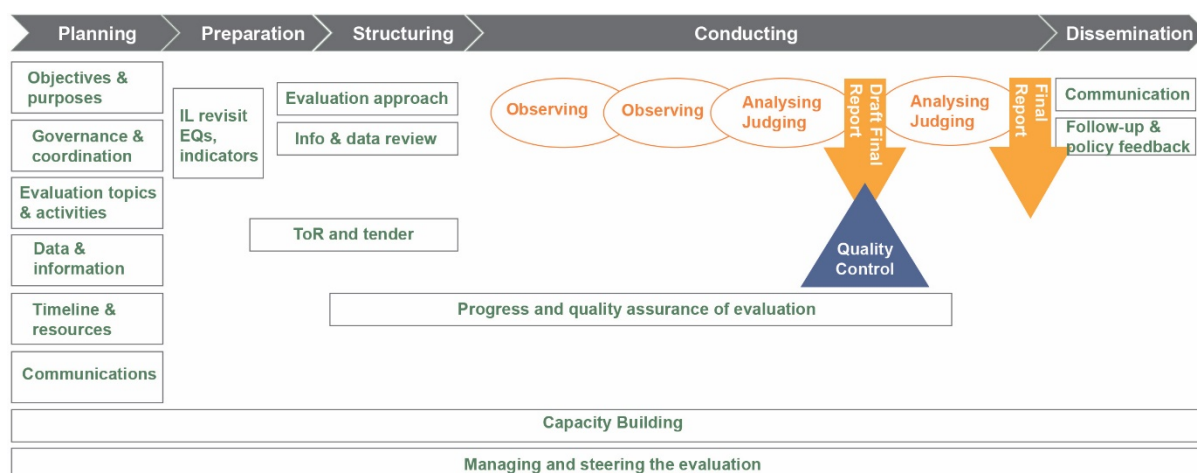 Planning
Preparation
Structuring
Conducting
Dissemination
Objectives &
purposes
Governance &
coordination
Evaluation topics
& activities
Data &
information
Timeline &
resources
Communications
IL revisit
EQs,
indicators
Evaluation approach
Info & data review
ToR and tender
Observing
Observing
Analysing
Judging
Draft Final
Report
Analysing
Judging
Final
Report
Communication
Follow-up &
policy feedback
Quality
Control
Progress and quality assurance of evaluation
Capacity Building
Managing and steering the evaluation